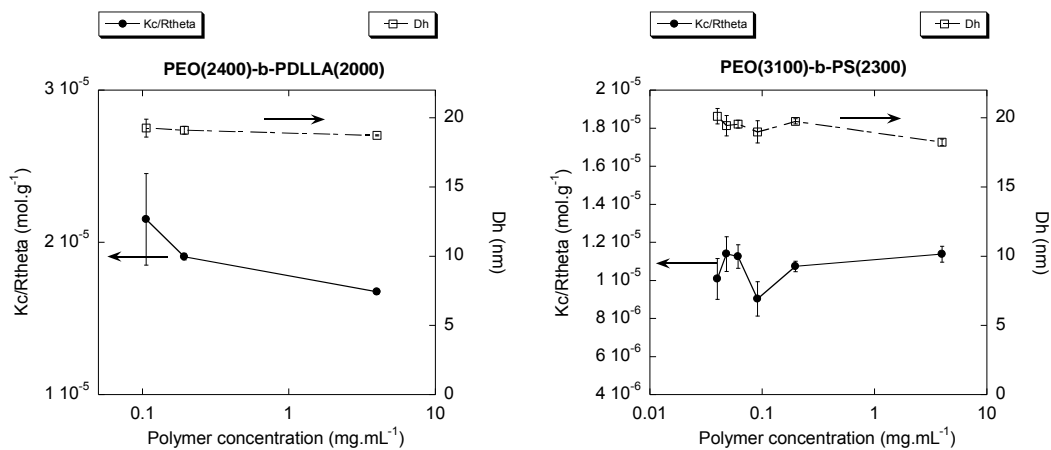 Kc/Rtheta
Dh
PEO(2400)-b-PDLLA(2000)
3 10⁻⁵
2 10⁻⁵
1 10⁻⁵
Kc/Rtheta (mol.g⁻¹)
20
15
10
5
0
Dh (nm)
0.1
1
10
Polymer concentration (mg.mL⁻¹)
Kc/Rtheta
Dh
PEO(3100)-b-PS(2300)
2 10⁻⁵
1.8 10⁻⁵
1.6 10⁻⁵
1.4 10⁻⁵
1.2 10⁻⁵
1 10⁻⁵
8 10⁻⁶
6 10⁻⁶
4 10⁻⁶
Kc/Rtheta (mol.g⁻¹)
20
15
10
5
0
Dh (nm)
0.01
0.1
1
10
Polymer concentration (mg.mL⁻¹)